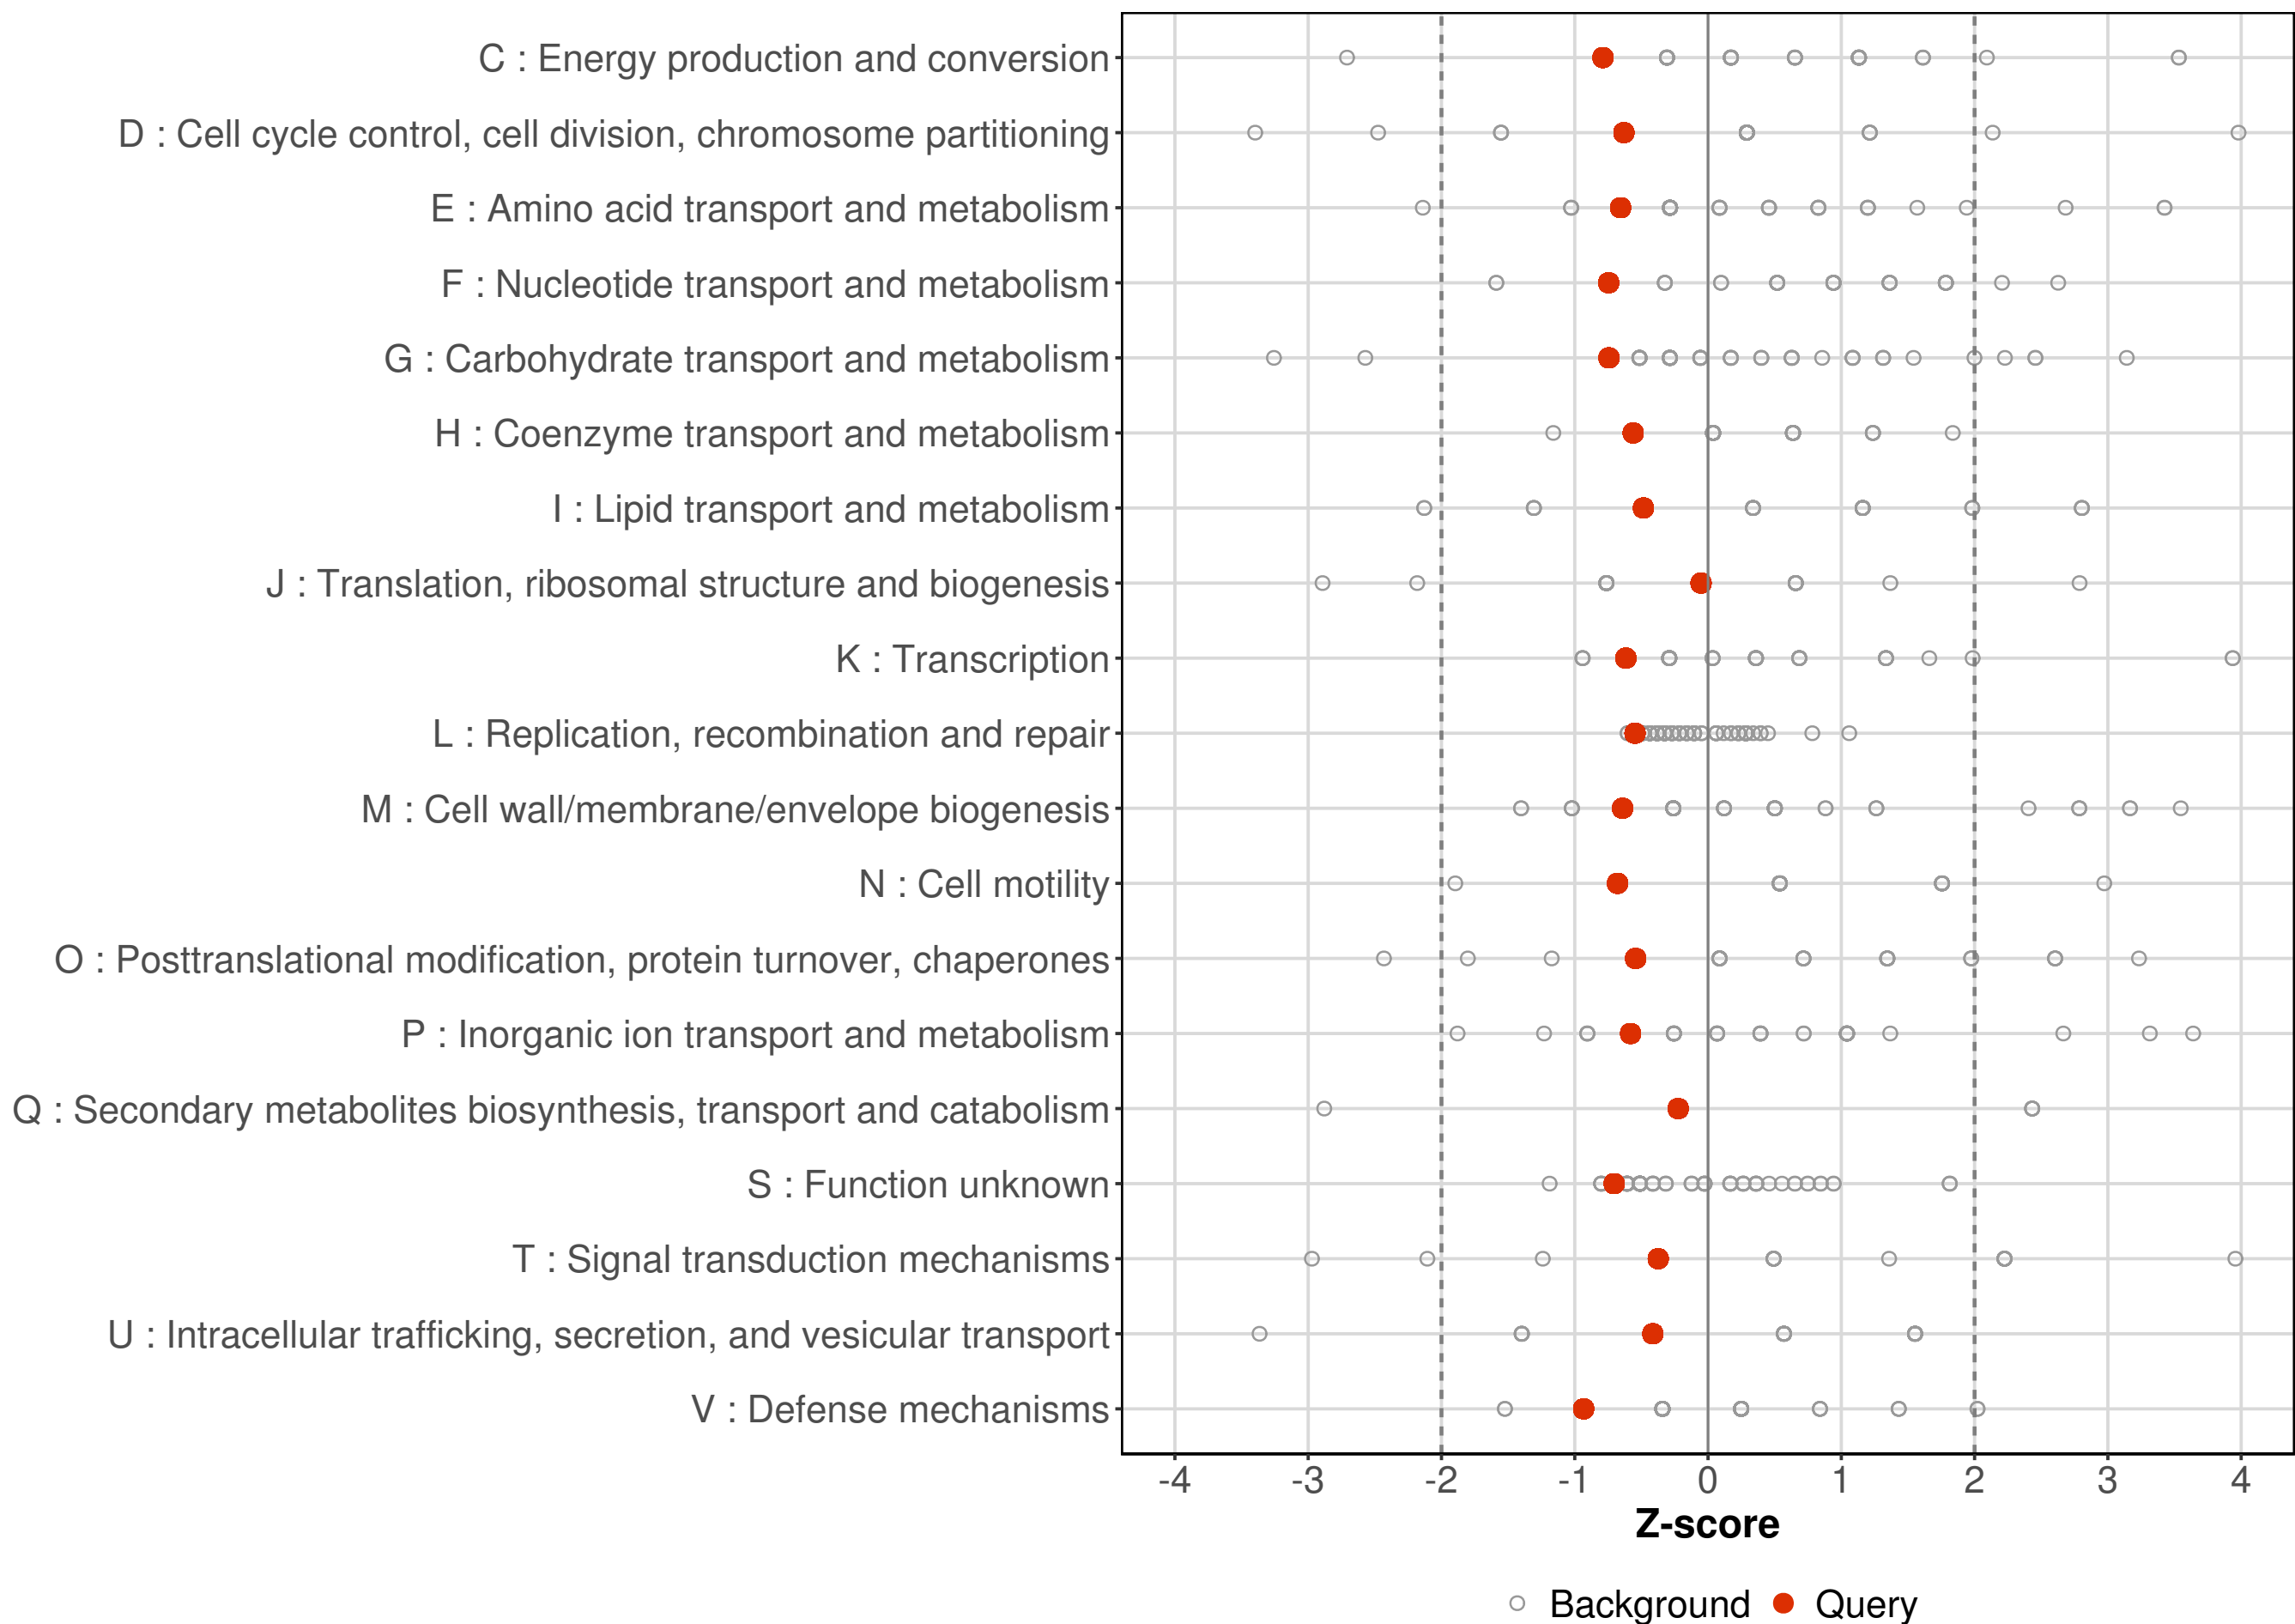 C : Energy production and conversion
D : Cell cycle control, cell division, chromosome partitioning
E : Amino acid transport and metabolism
F : Nucleotide transport and metabolism
G : Carbohydrate transport and metabolism
H : Coenzyme transport and metabolism
I : Lipid transport and metabolism
J : Translation, ribosomal structure and biogenesis
K : Transcription
L : Replication, recombination and repair
M : Cell wall/membrane/envelope biogenesis
N : Cell motility
O : Posttranslational modification, protein turnover, chaperones
P : Inorganic ion transport and metabolism
Q : Secondary metabolites biosynthesis, transport and catabolism
S : Function unknown
T : Signal transduction mechanisms
U : Intracellular trafficking, secretion, and vesicular transport
V : Defense mechanisms
-4 -3 -2 -1 0 1 2 3 4
Z-score
Background Query